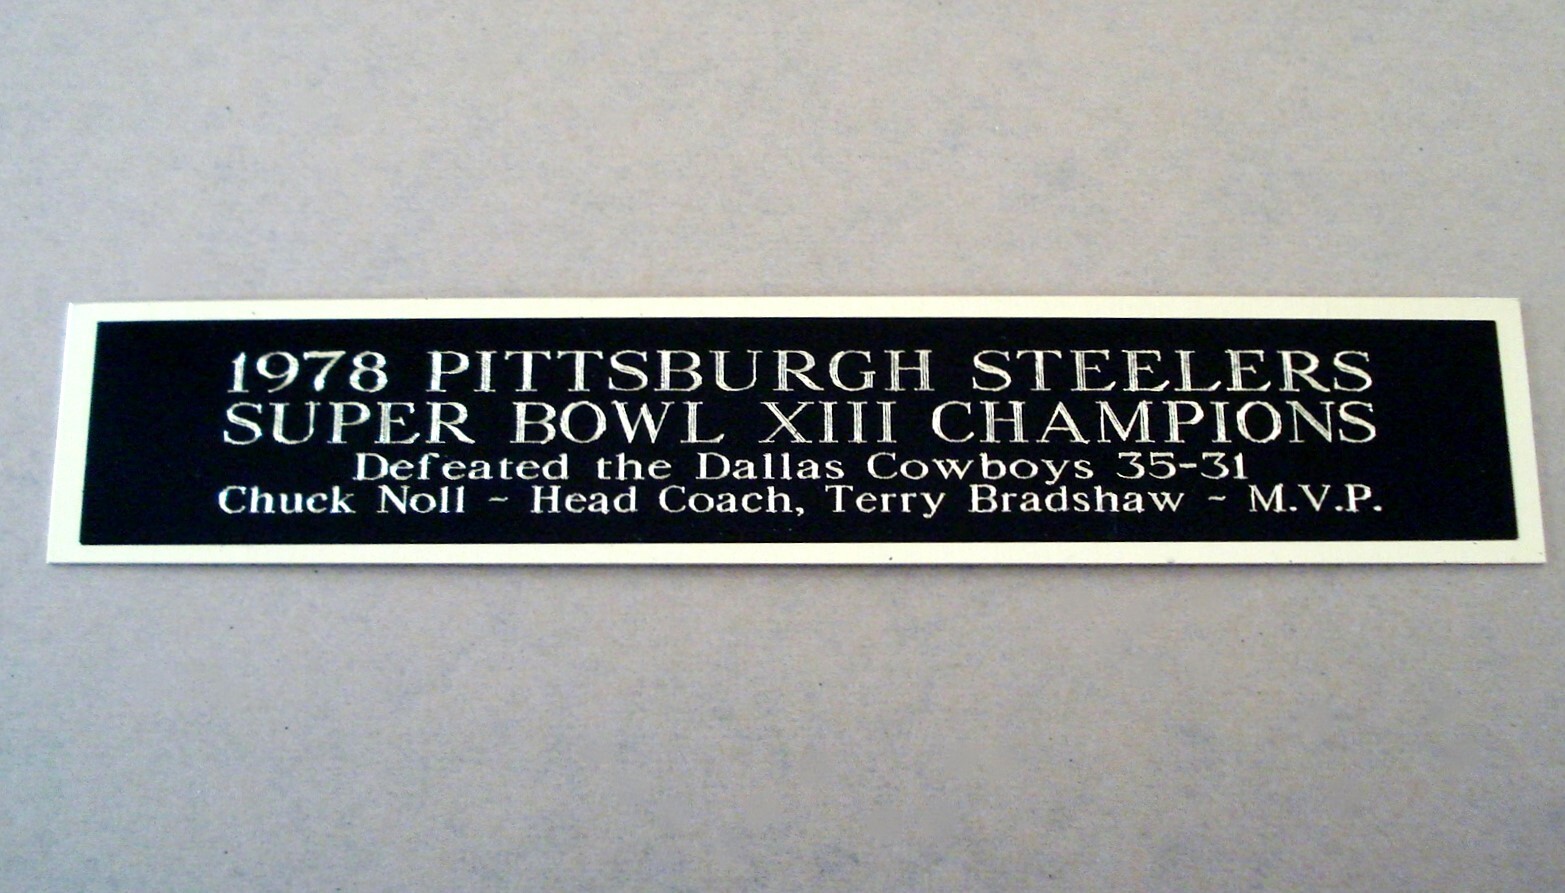 1978 PITTSBURGH STEELERS
SUPER BOWL XIII CHAMPIONS
Defeated the Dallas Cowboys 35-31
Chuck Noll ~ Head Coach, Terry Bradshaw ~ M.V.P.